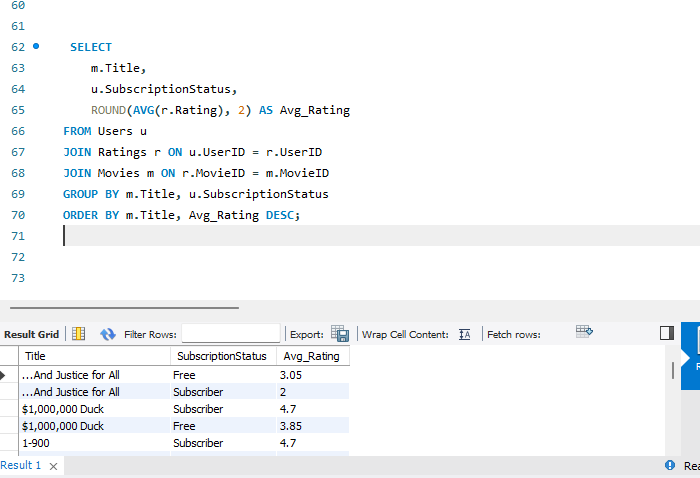 60
61
62 SELECT
63 m.Title,
64 u.SubscriptionStatus,
65 ROUND(AVG(r.Rating), 2) AS Avg_Rating
66 FROM Users u
67 JOIN Ratings r ON u.UserID = r.UserID
68 JOIN Movies m ON r.MovieID = m.MovieID
69 GROUP BY m.Title, u.SubscriptionStatus
70 ORDER BY m.Title, Avg_Rating DESC;
71
72
73
Result Grid Filter Rows: Export: Wrap Cell Content: Fetch rows:
Title SubscriptionStatus Avg_Rating
...And Justice for All Free 3.05
...And Justice for All Subscriber 2
$1,000,000 Duck Subscriber 4.7
$1,000,000 Duck Free 3.85
1-900 Subscriber 4.7
Result 1